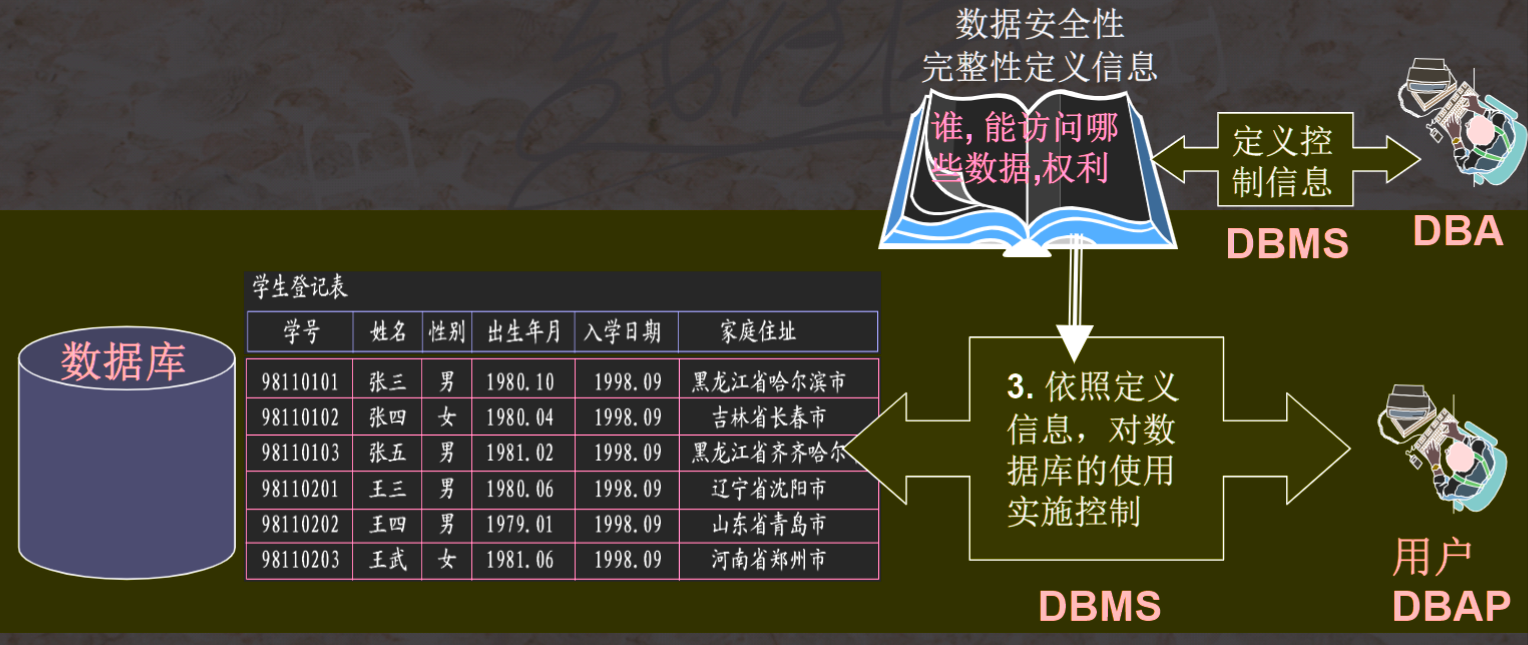 数据安全性
完整性定义信息
谁, 能访问哪
些数据,权利
定义控
制信息
DBMS
DBA
学生登记表
学号 姓名 性别 出生年月 入学日期 家庭住址
98110101 张三 男 1980.10 1998.09 黑龙江省哈尔滨市
98110102 张四 女 1980.04 1998.09 吉林省长春市
98110103 张五 男 1981.02 1998.09 黑龙江省齐齐哈尔
98110201 王三 男 1980.06 1998.09 辽宁省沈阳市
98110202 王四 男 1979.01 1998.09 山东省青岛市
98110203 王武 女 1981.06 1998.09 河南省郑州市
数据库
3. 依照定义
信息，对数
据库的使用
实施控制
DBMS
用户
DBAP